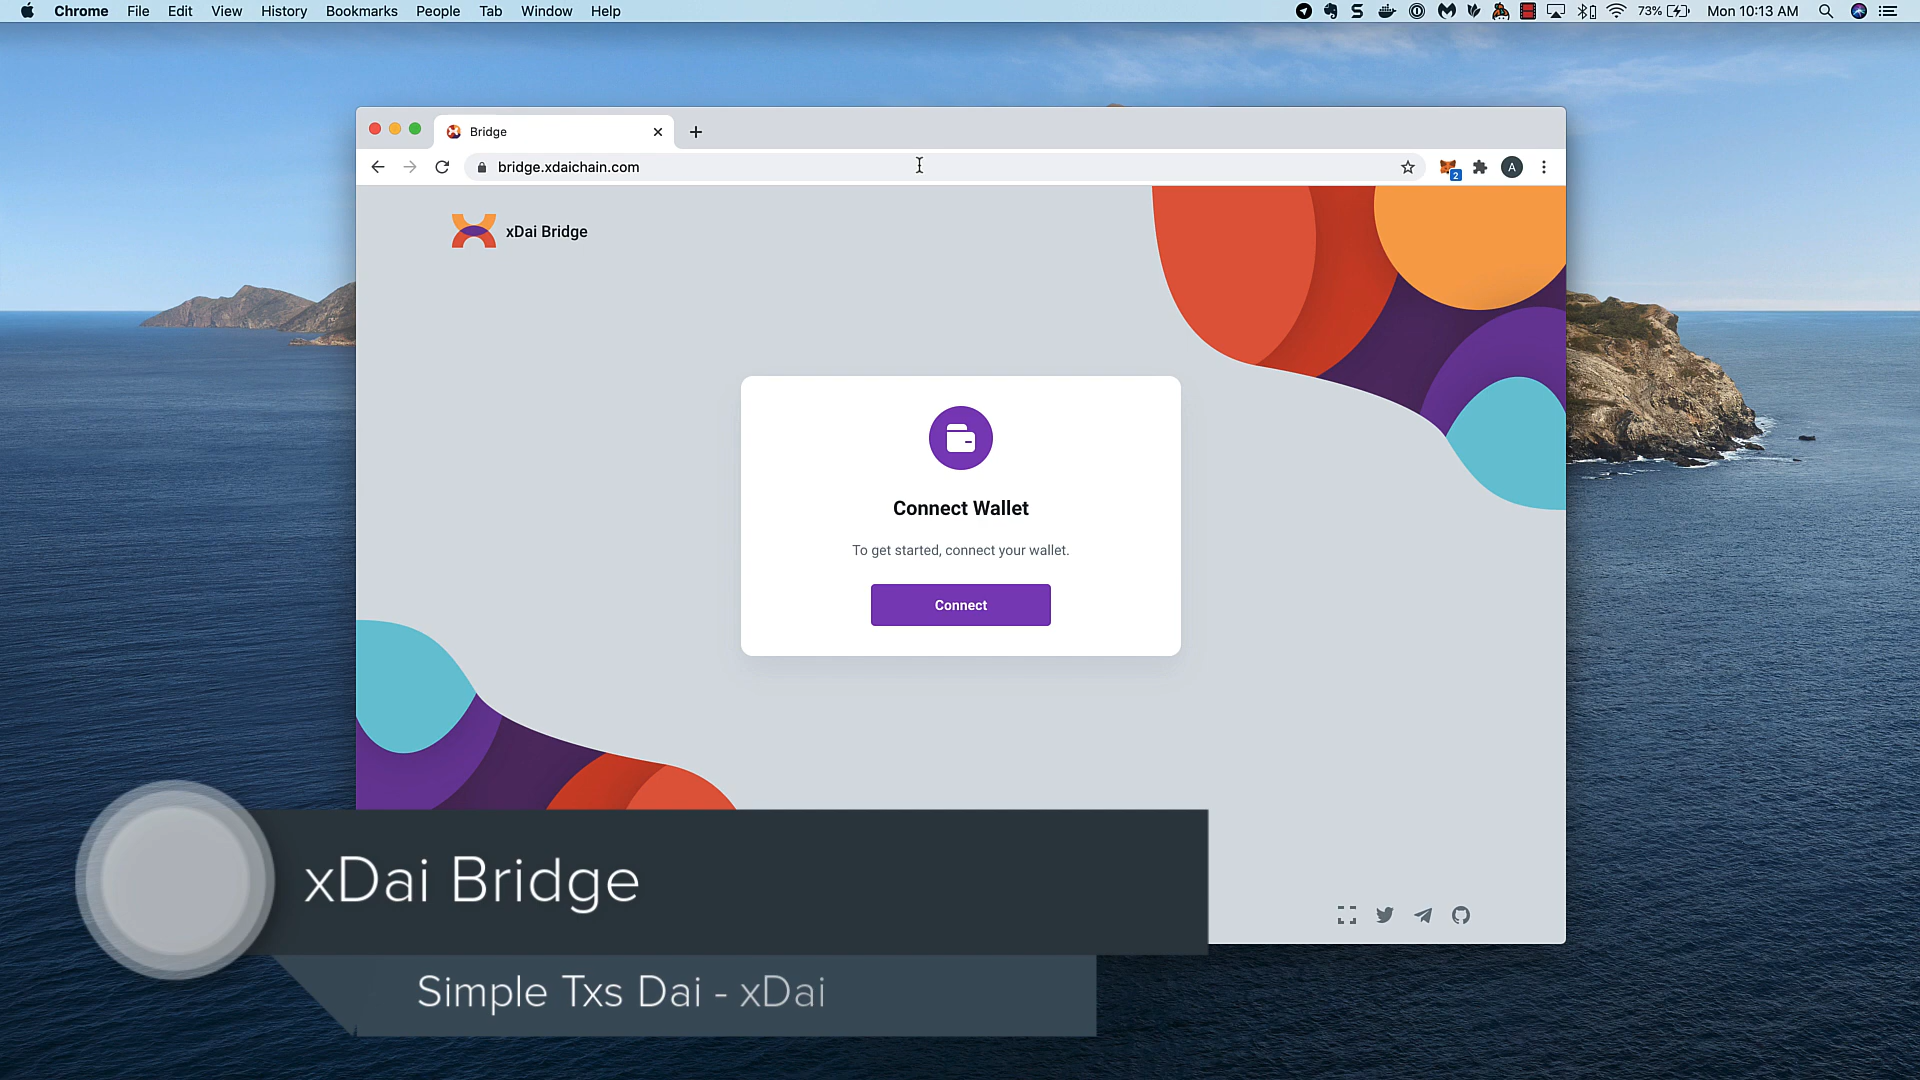 Chrome File Edit View History Bookmarks People Tab Window Help 73% Mon 10:13 AM
Bridge
bridge.xdaichain.com 2 A
xDai Bridge
Connect Wallet
To get started, connect your wallet.
Connect
xDai Bridge
Simple Txs Dai - xDai